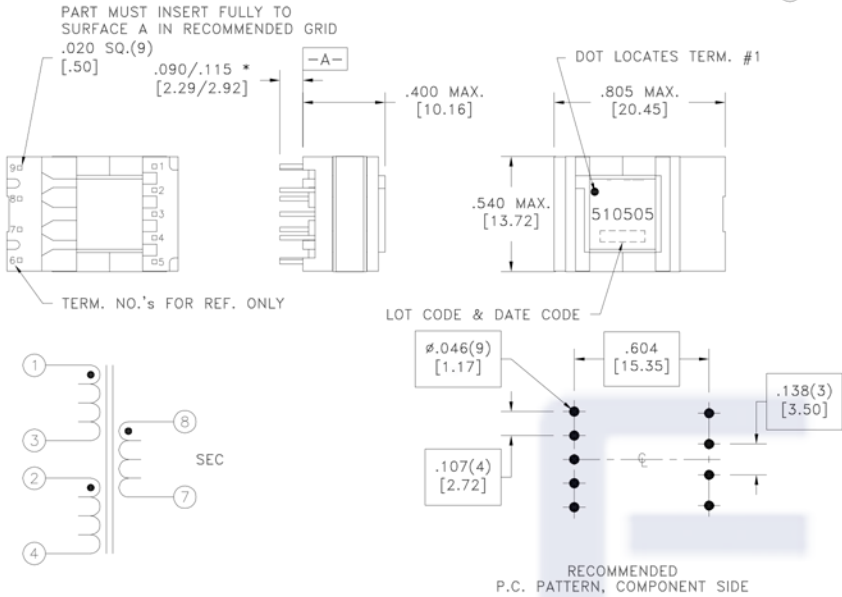 PART MUST INSERT FULLY TO
SURFACE A IN RECOMMENDED GRID
.020 SQ.(9)
[.50]
.090/.115 *
[2.29/2.92]
-A-
.400 MAX.
[10.16]
DOT LOCATES TERM. #1
.805 MAX.
[20.45]
9
8
7
6
1
2
3
4
5
.540 MAX.
[13.72]
510505
TERM. NO.'s FOR REF. ONLY
LOT CODE & DATE CODE
1
3
2
4
8
7
SEC
ø.046(9)
[1.17]
.604
[15.35]
.138(3)
[3.50]
.107(4)
[2.72]
℄
RECOMMENDED
P.C. PATTERN, COMPONENT SIDE